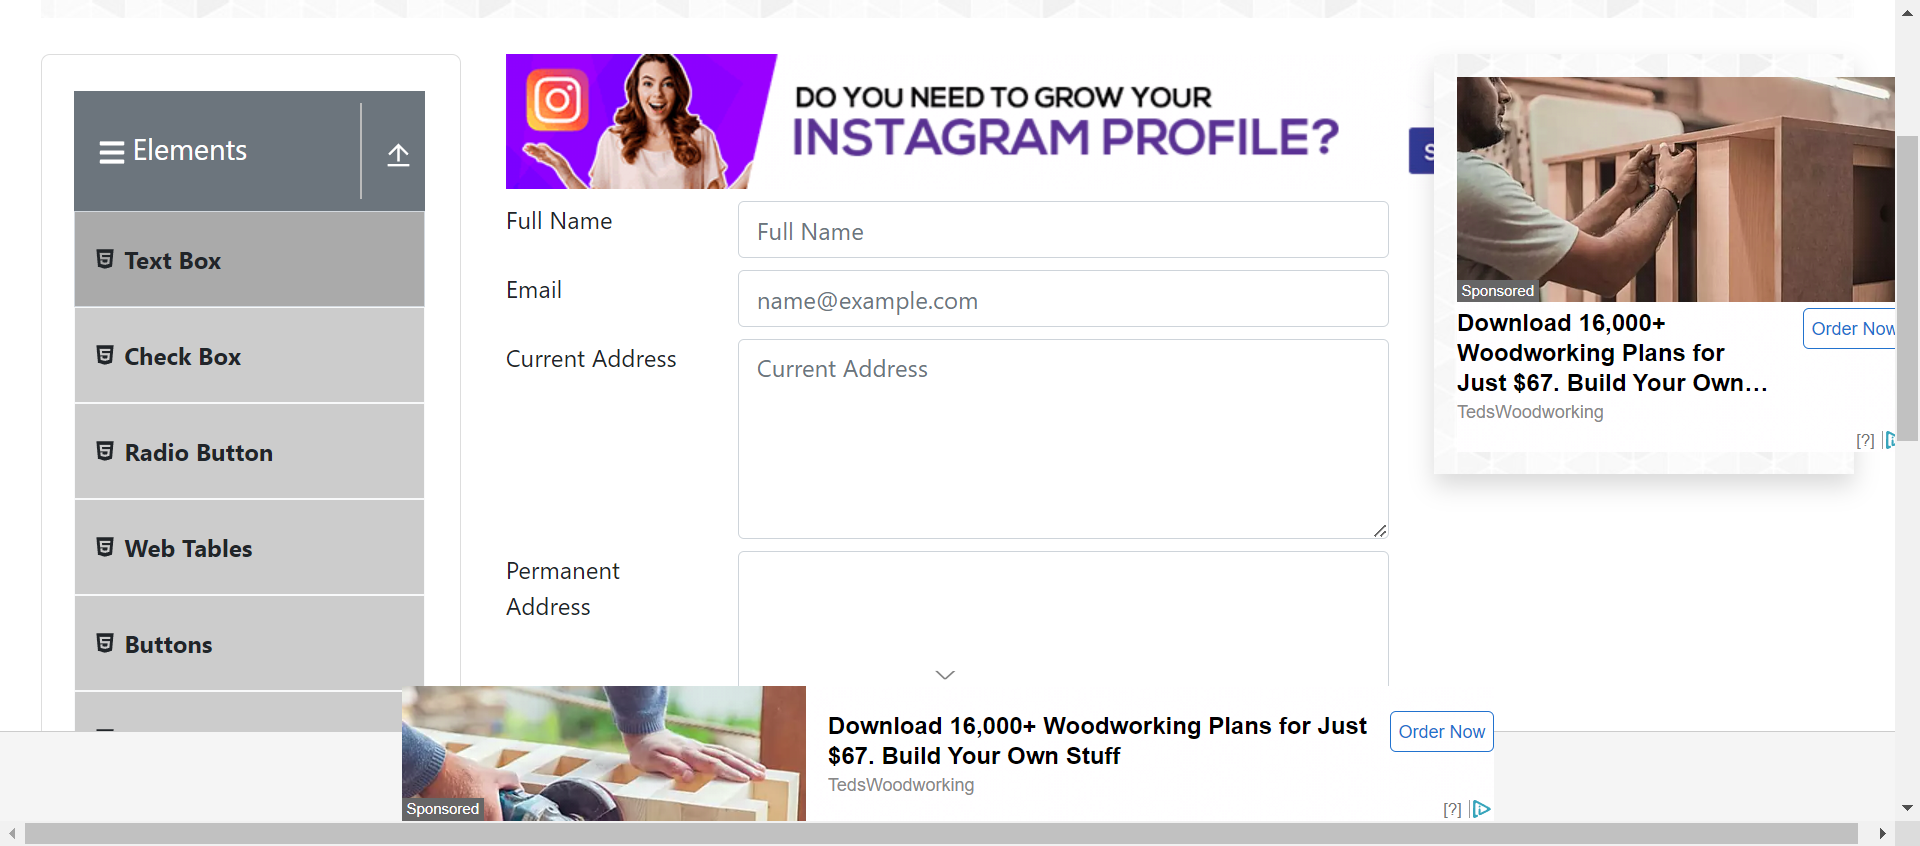 Elements
Text Box
Check Box
Radio Button
Web Tables
Buttons
DO YOU NEED TO GROW YOUR
INSTAGRAM PROFILE?
S
Full Name
Full Name
Email
name@example.com
Current Address
Current Address
Permanent
Address
Sponsored
Download 16,000+
Woodworking Plans for
Just $67. Build Your Own...
Order Now
TedsWoodworking
[?]
Sponsored
Download 16,000+ Woodworking Plans for Just
$67. Build Your Own Stuff
TedsWoodworking
Order Now
[?]